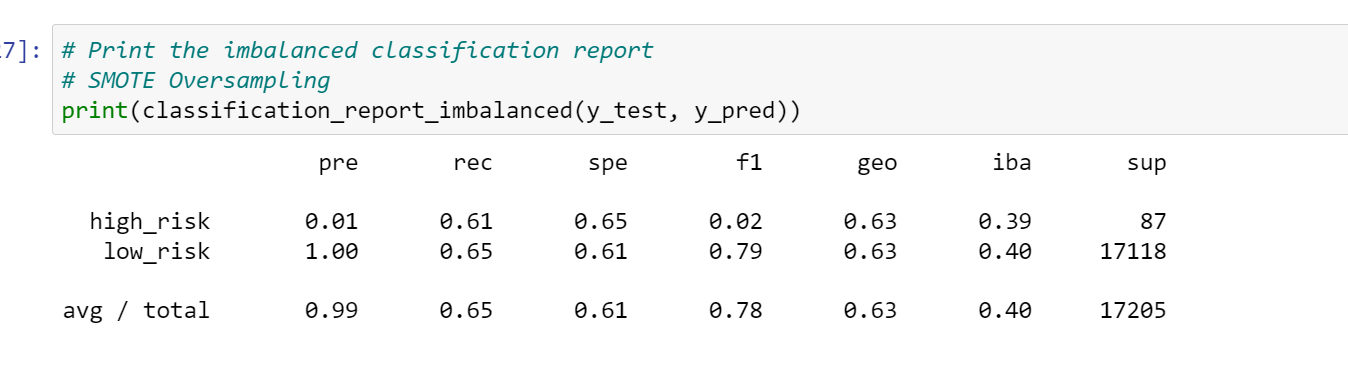 7]: # Print the imbalanced classification report
# SMOTE Oversampling
print(classification_report_imbalanced(y_test, y_pred))
pre rec spe f1 geo iba sup
high_risk 0.01 0.61 0.65 0.02 0.63 0.39 87
low_risk 1.00 0.65 0.61 0.79 0.63 0.40 17118
avg / total 0.99 0.65 0.61 0.78 0.63 0.40 17205